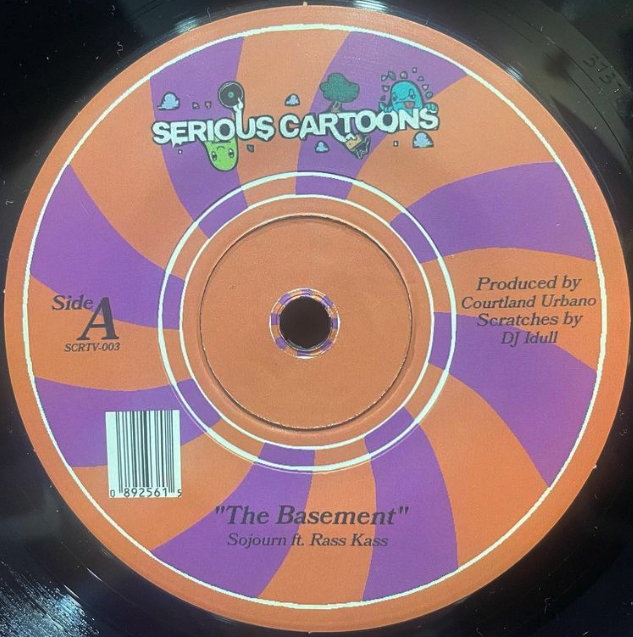 SERIOUS CARTOONS
Side A
SCRTV-003
Produced by
Courtland Urbano
Scratches by
DJ Idull
0 892561 5
"The Basement"
Sojourn ft. Rass Kass